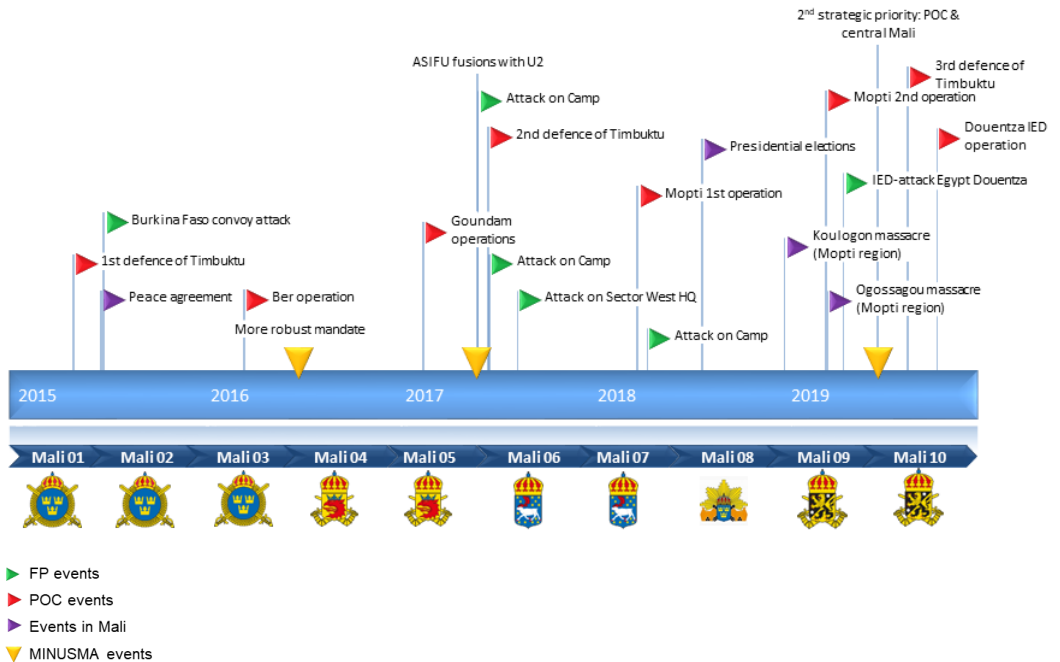 2nd strategic priority: POC &
central Mali
ASIFU fusions with U2
3rd defence of
Timbuktu
Attack on Camp
Mopti 2nd operation
2nd defence of Timbuktu
Douentza IED
operation
Presidential elections
IED-attack Egypt Douentza
Mopti 1st operation
Burkina Faso convoy attack
Goundam
operations
Koulogon massacre
(Mopti region)
1st defence of Timbuktu
Attack on Camp
Peace agreement
Ber operation
Attack on Sector West HQ
Ogossagou massacre
(Mopti region)
More robust mandate
Attack on Camp
2015
2016
2017
2018
2019
Mali 01
Mali 02
Mali 03
Mali 04
Mali 05
Mali 06
Mali 07
Mali 08
Mali 09
Mali 10
FP events
POC events
Events in Mali
MINUSMA events